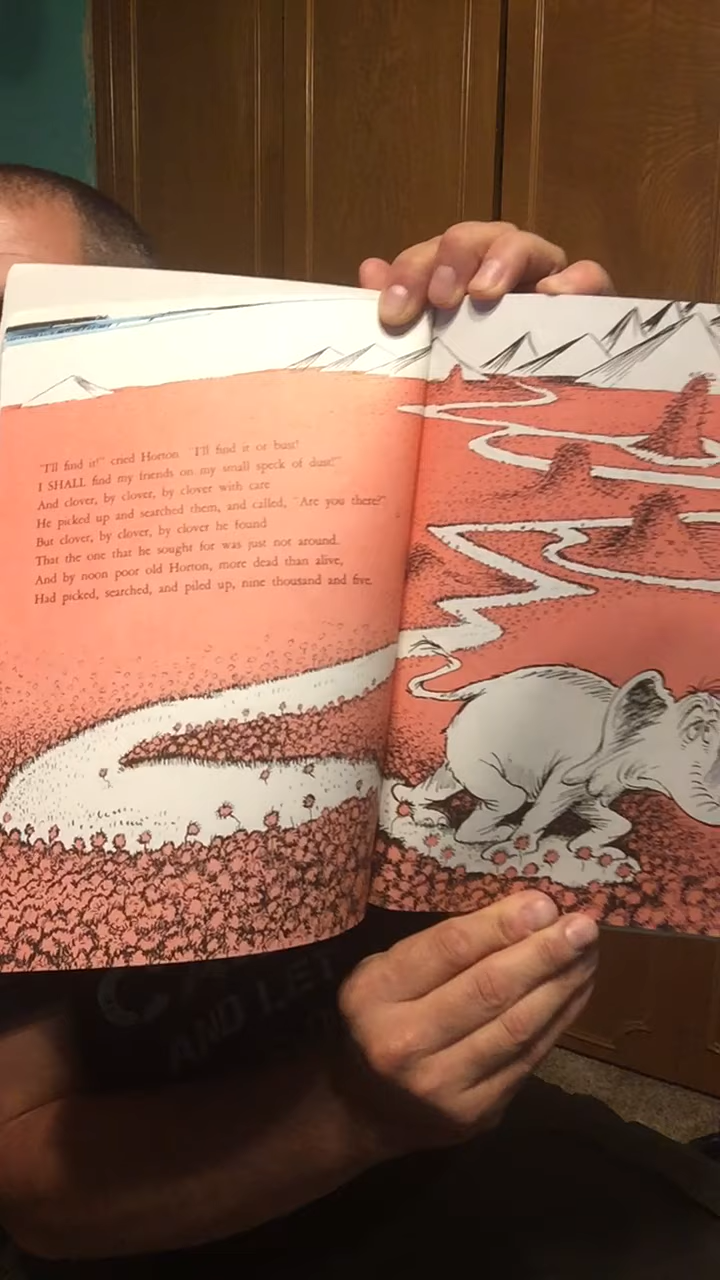 "I'll find it!" cried Horton. "I'll find it or bust!
I SHALL find my friends on my small speck of dust!"
And clover, by clover, by clover with care
He picked up and searched them, and called, "Are you there?"
But clover, by clover, by clover he found
That the one that he sought for was just not around.
And by noon poor old Horton, more dead than alive,
Had picked, searched, and piled up, nine thousand and five.
AND LET